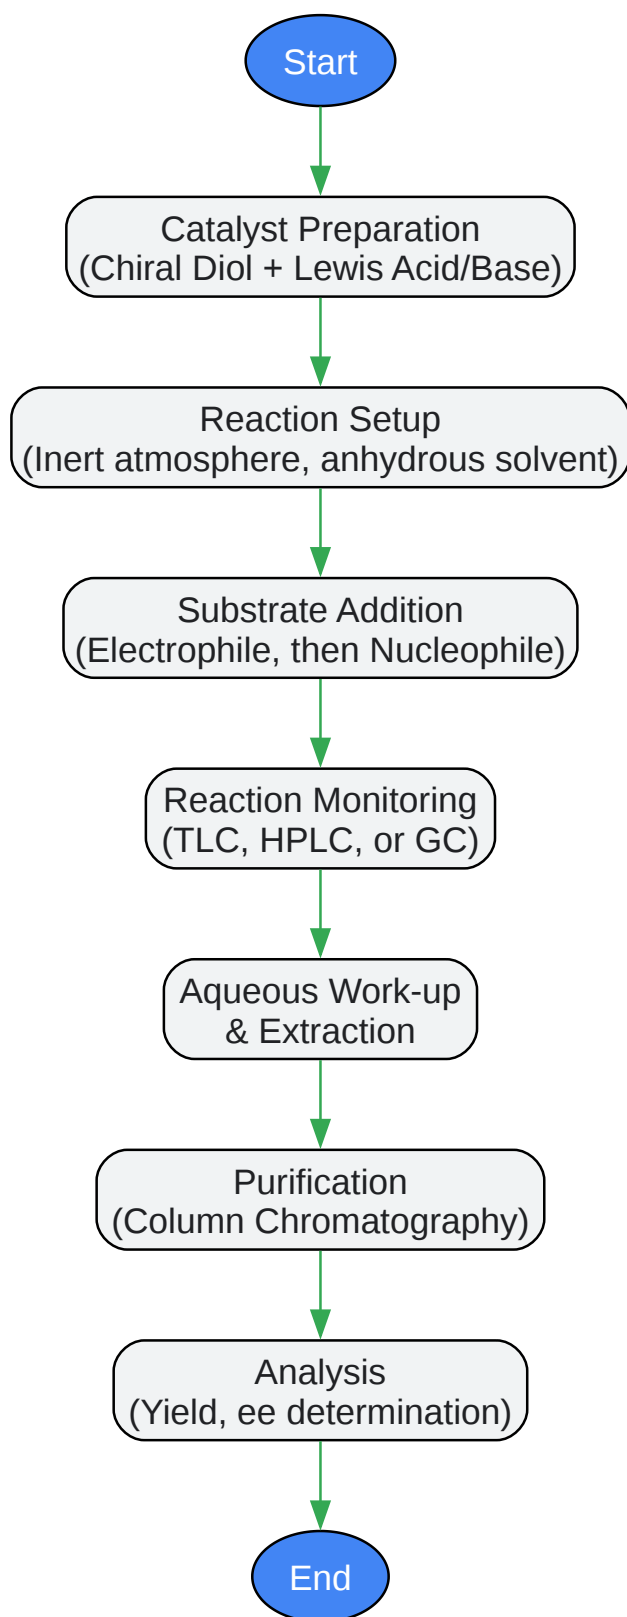 Start
Catalyst Preparation
(Chiral Diol + Lewis Acid/Base)
Reaction Setup
(Inert atmosphere, anhydrous solvent)
Substrate Addition
(Electrophile, then Nucleophile)
Reaction Monitoring
(TLC, HPLC, or GC)
Aqueous Work-up
& Extraction
Purification
(Column Chromatography)
Analysis
(Yield, ee determination)
End